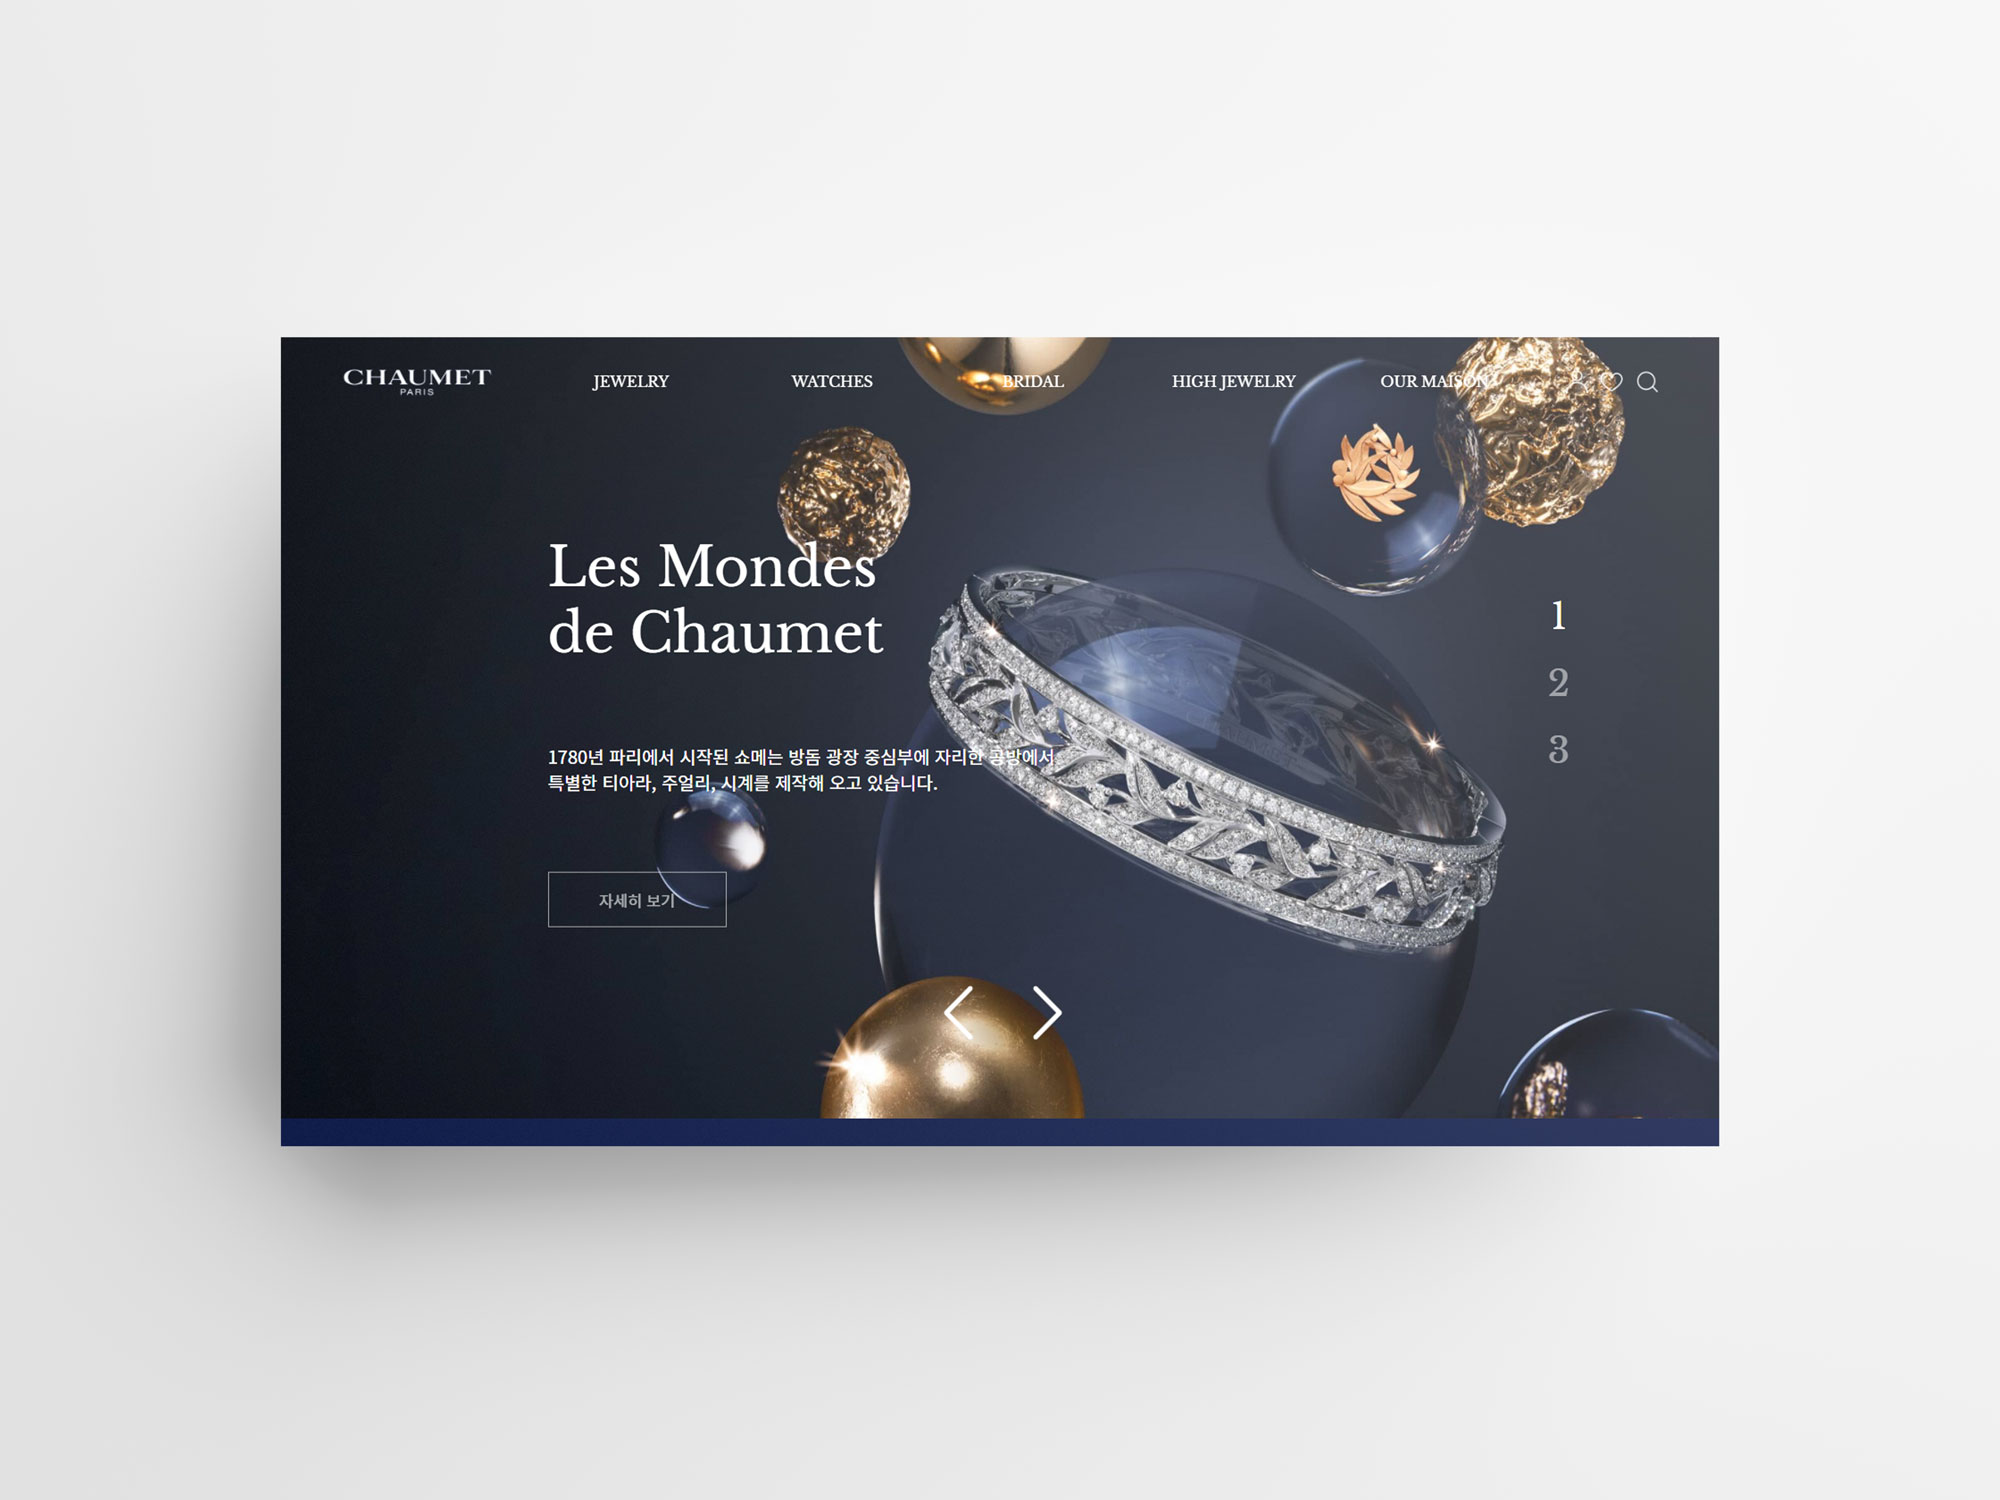 CHAUMET
PARIS
JEWELRY
WATCHES
BRIDAL
HIGH JEWELRY
OUR MAISON
Les Mondes
de Chaumet
1780년 파리에서 시작된 쇼메는 방돔 광장 중심부에 자리한 공방에서
특별한 티아라, 주얼리, 시계를 제작해 오고 있습니다.
자세히 보기
1
2
3